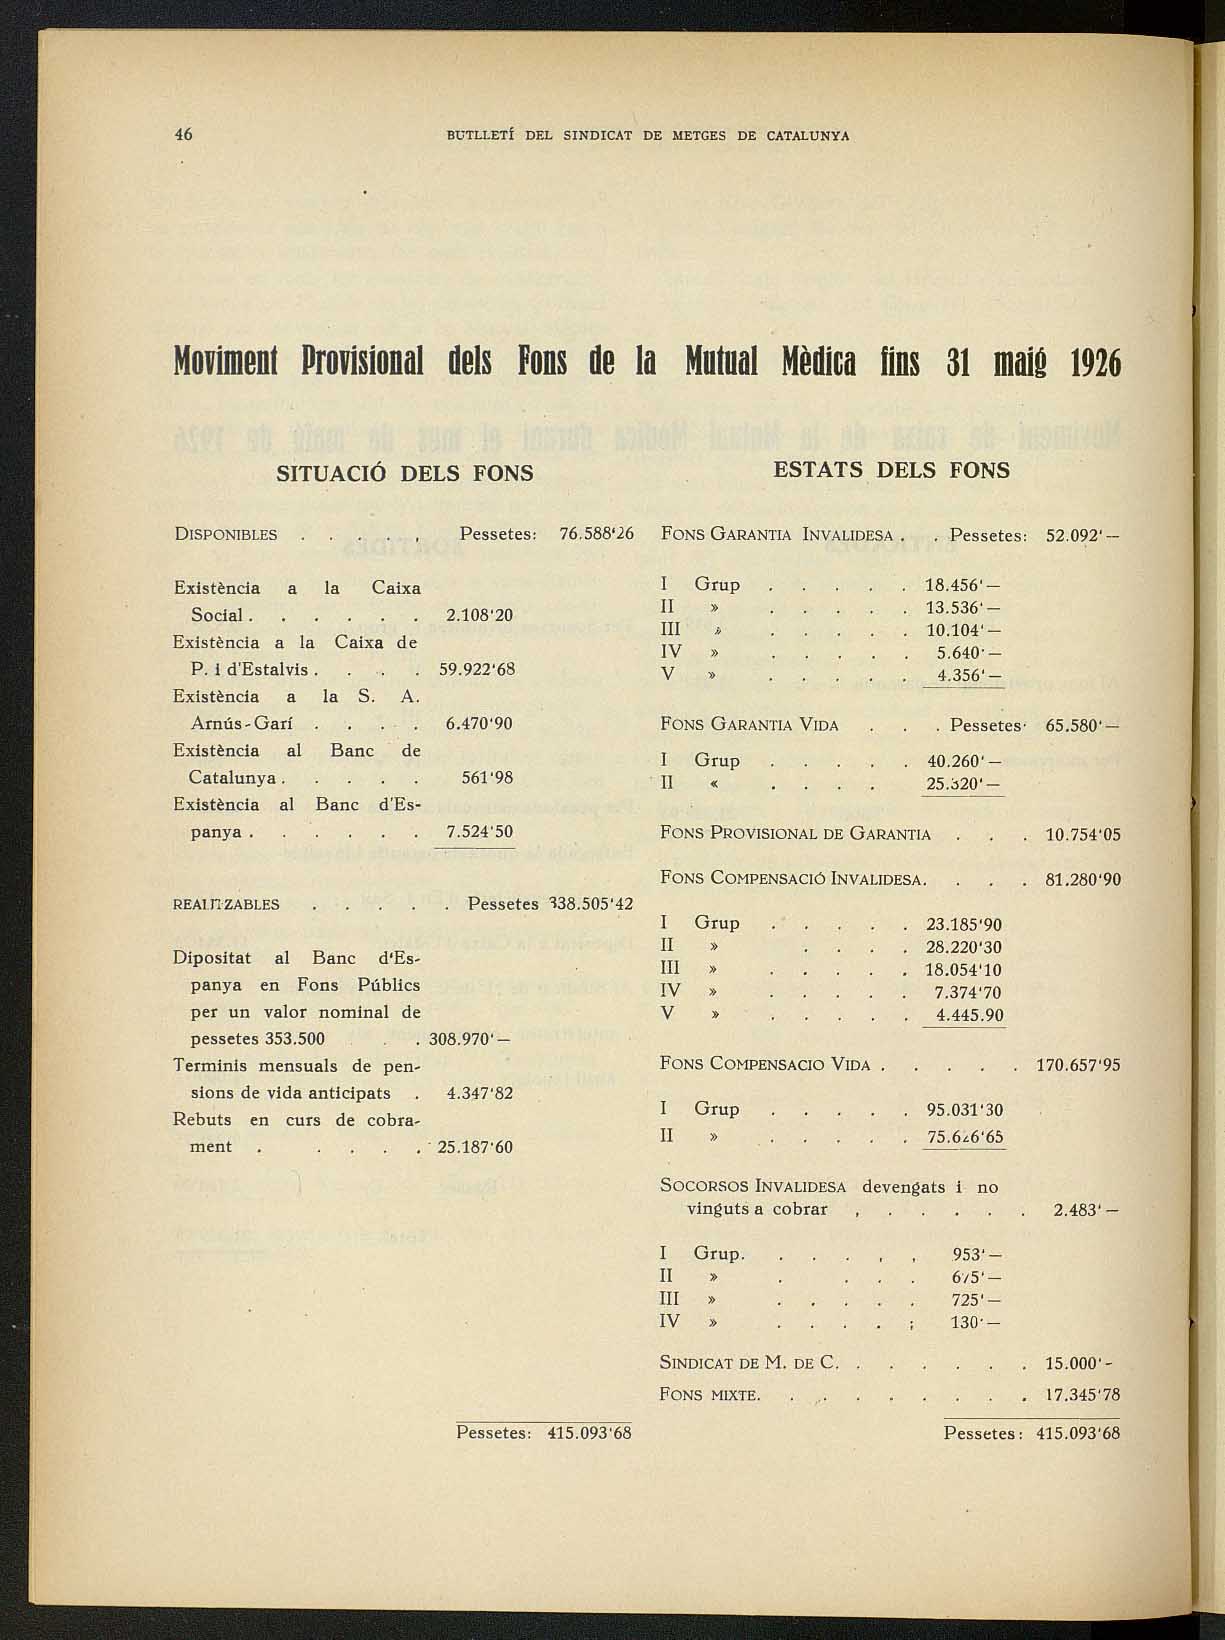 46
BUTLLETÍ DEL SINDICAT DE METGES DE CATALUNYA
Moviment Provisional dels Fons de la Mutual Mèdica fins 31 maig 1926
SITUACIÓ DELS FONS
DISPONIBLES . . . . , Pessetes: 76.588'26
Existència a la Caixa
Social . . . . . . 2.108'20
Existència a la Caixa de
P. i d'Estalvis . . . . 59.922'68
Existència a la S. A.
Arnús-Garí . . . . 6.470'90
Existència al Banc de
Catalunya . . . . . 561'98
Existència al Banc d'Es-
panya . . . . . . 7.524'50
REALITZABLES . . . . . Pessetes 338.505'42
Dipositat al Banc d'Es-
panya en Fons Públics
per un valor nominal de
pessetes 353.500 . . 308.970'—
Terminis mensuals de pen-
sions de vida anticipats . 4.347'82
Rebuts en curs de cobra-
ment . . . . . 25.187'60
Pessetes: 415.093'68
ESTATS DELS FONS
FONS GARANTIA INVALIDESA . . Pessetes: 52.092'—
I Grup . . . . . 18.456'—
II » . . . . . 13.536'—
III » . . . . . 10.104'—
IV » . . . . . 5.640'—
V » . . . . . 4.356'—
FONS GARANTIA VIDA . . . Pessetes· 65.580'—
I Grup . . . . . 40.260'—
II « . . . . 25.320'—
FONS PROVISIONAL DE GARANTIA . . . 10.754'05
FONS COMPENSACIÓ INVALIDESA. . . . 81.280'90
I Grup . . . . . 23.185'90
II » . . . . 28.220'30
III » . . . . . 18.054'10
IV » . . . . . 7.374'70
V » . . . . . 4.445.90
FONS COMPENSACIO VIDA . . . . . 170.657'95
I Grup . . . . . 95.031'30
II » . . . . . 75.626'65
SOCORSOS INVALIDESA devengats i no
vinguts a cobrar , . . . . . 2.483'—
I Grup. . . . , , 953'—
II » . . . . 675'—
III » . . . . . 725'—
IV » . . . . ; 130'—
SINDICAT DE M. DE C. . . . . . . 15.000'-
FONS MIXTE. . . . . . . . . 17.345'78
Pessetes: 415.093'68